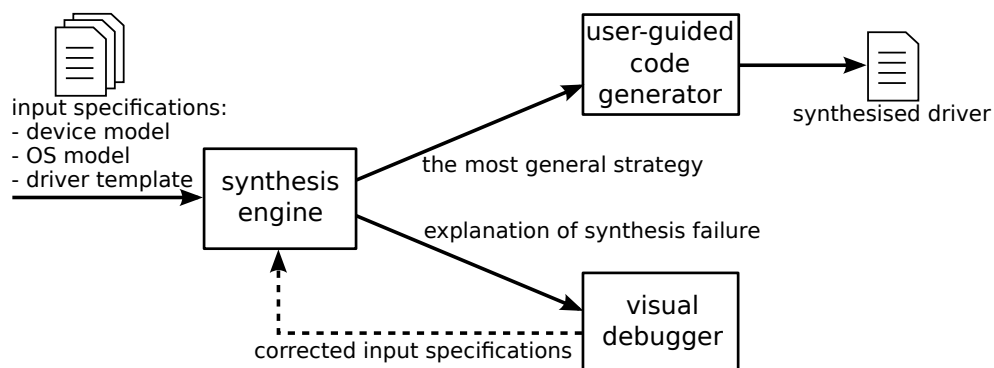 input specifications:
- device model
- OS model
- driver template
synthesis
engine
the most general strategy
user-guided
code
generator
synthesised driver
explanation of synthesis failure
visual
debugger
corrected input specifications